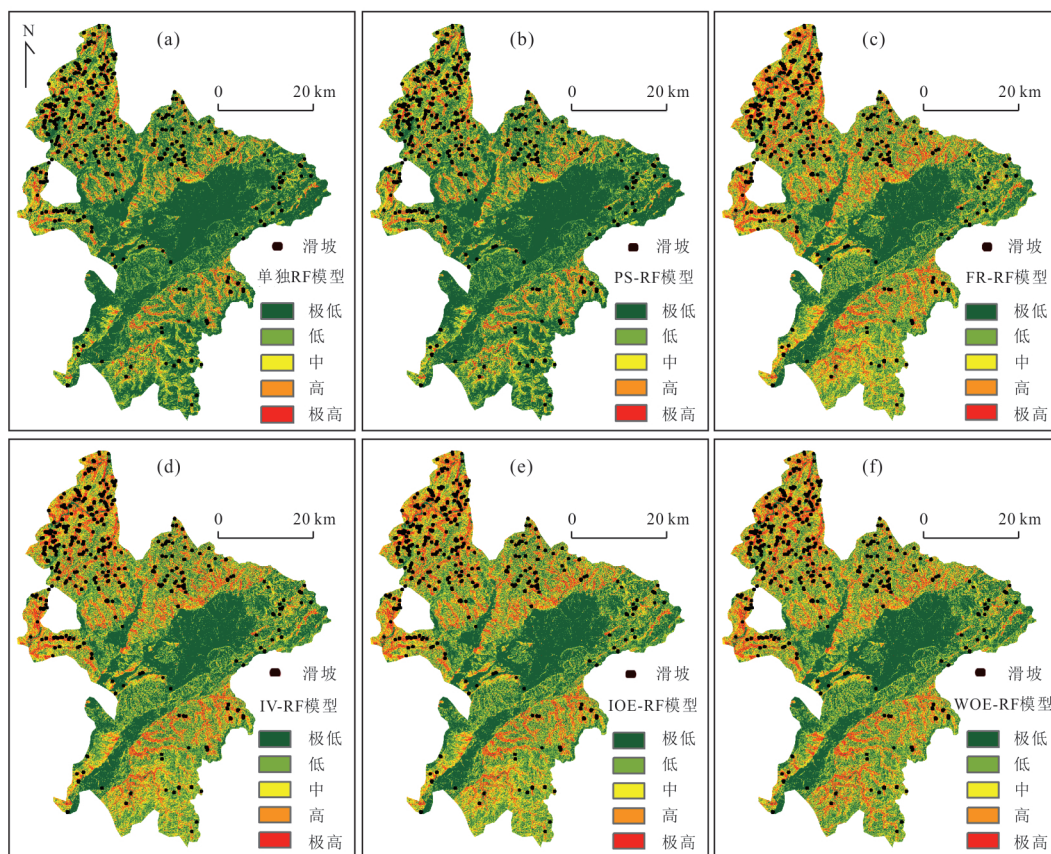 N
(a)
0 20 km
滑坡
单独RF模型
极低
低
中
高
极高
(b)
0 20 km
滑坡
PS-RF模型
极低
低
中
高
极高
(c)
0 20 km
滑坡
FR-RF模型
极低
低
中
高
极高
(d)
0 20 km
滑坡
IV-RF模型
极低
低
中
高
极高
(e)
0 20 km
滑坡
IOE-RF模型
极低
低
中
高
极高
(f)
0 20 km
滑坡
WOE-RF模型
极低
低
中
高
极高